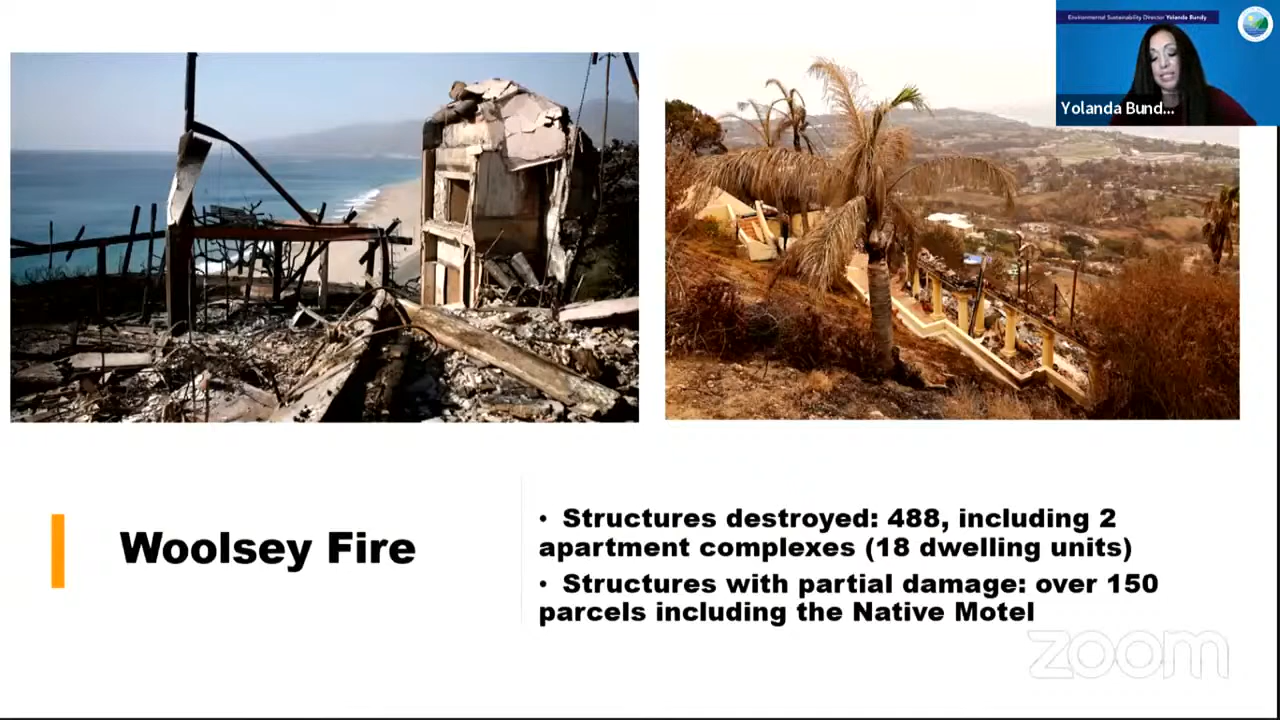 Environmental Sustainability Director Yolanda Bundy
Yolanda Bund...
Woolsey Fire
• Structures destroyed: 488, including 2
apartment complexes (18 dwelling units)
• Structures with partial damage: over 150
parcels including the Native Motel
zoom